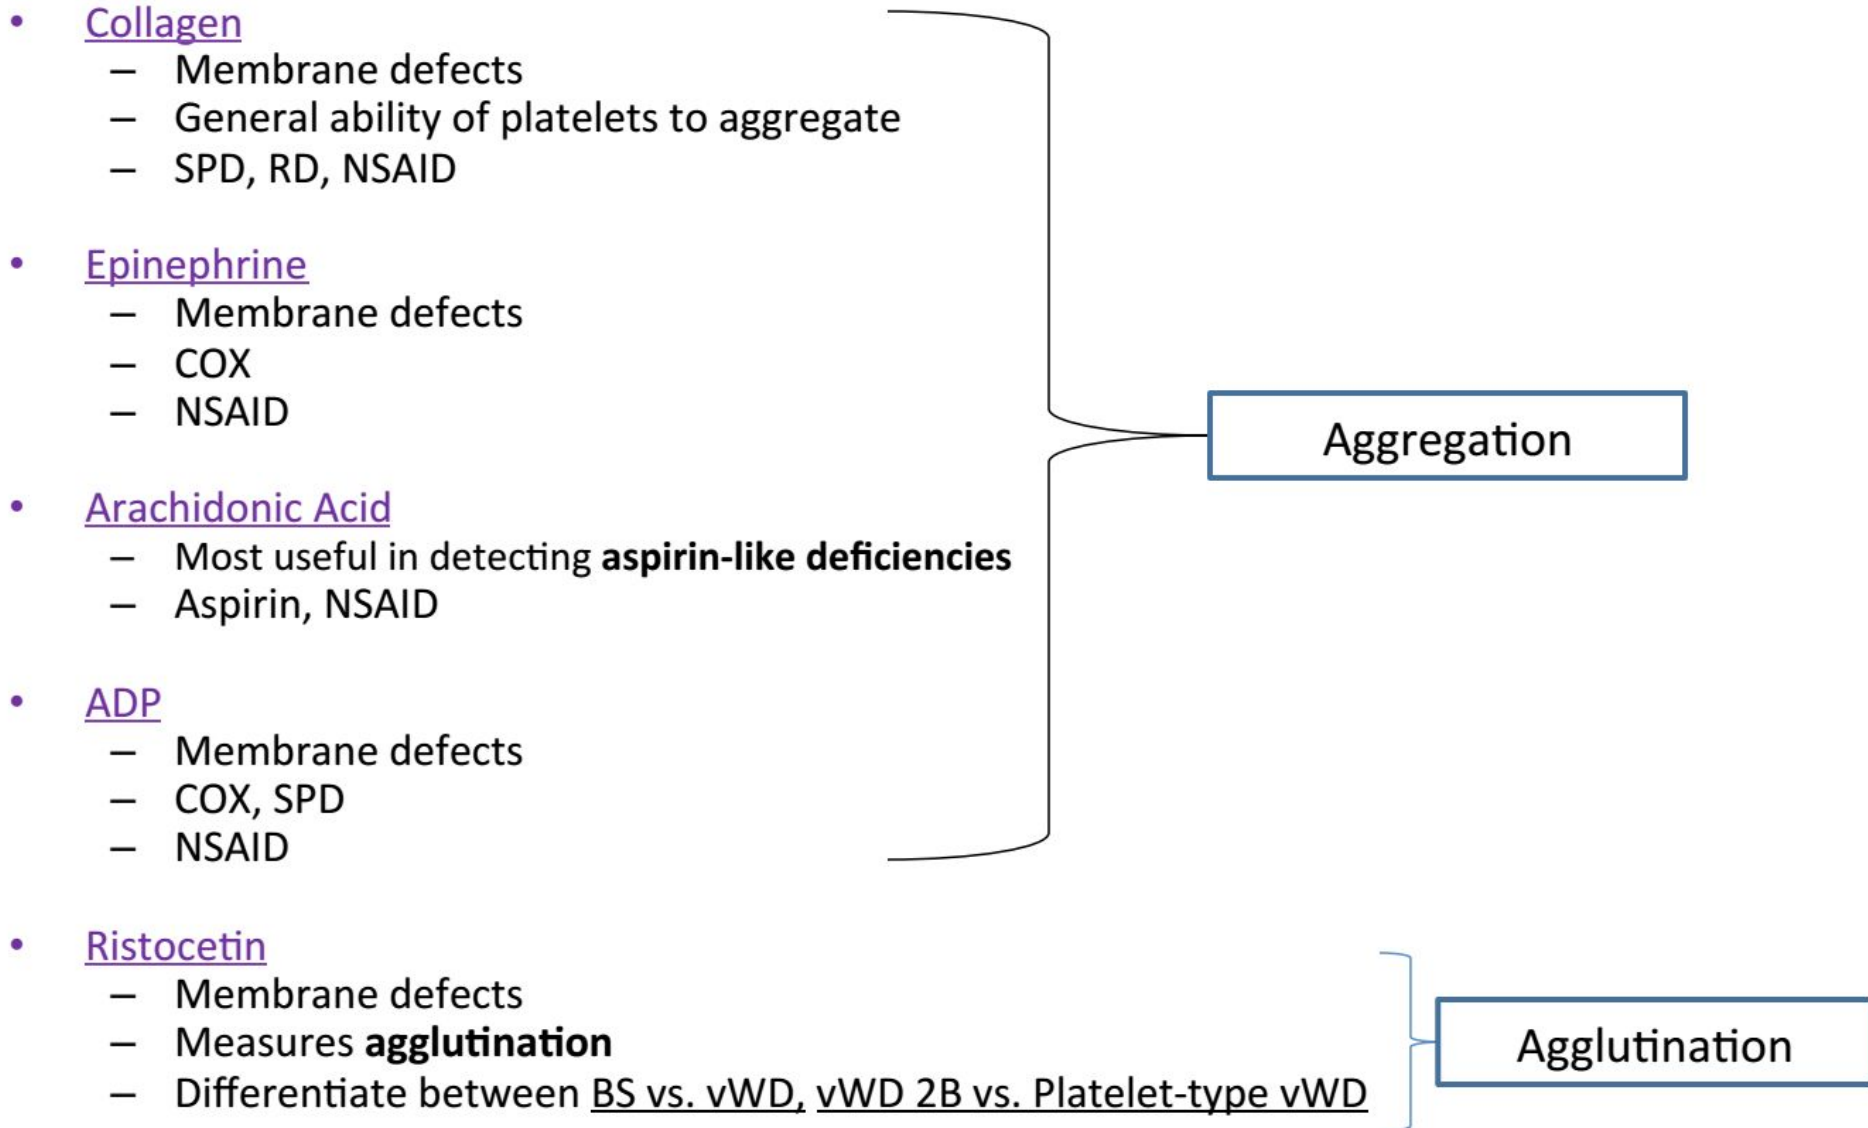 • Collagen
– Membrane defects
– General ability of platelets to aggregate
– SPD, RD, NSAID
• Epinephrine
– Membrane defects
– COX
– NSAID
Aggregation
• Arachidonic Acid
– Most useful in detecting aspirin-like deficiencies
– Aspirin, NSAID
• ADP
– Membrane defects
– COX, SPD
– NSAID
• Ristocetin
– Membrane defects
– Measures agglutination
– Differentiate between BS vs. vWD, vWD 2B vs. Platelet-type vWD
Agglutination